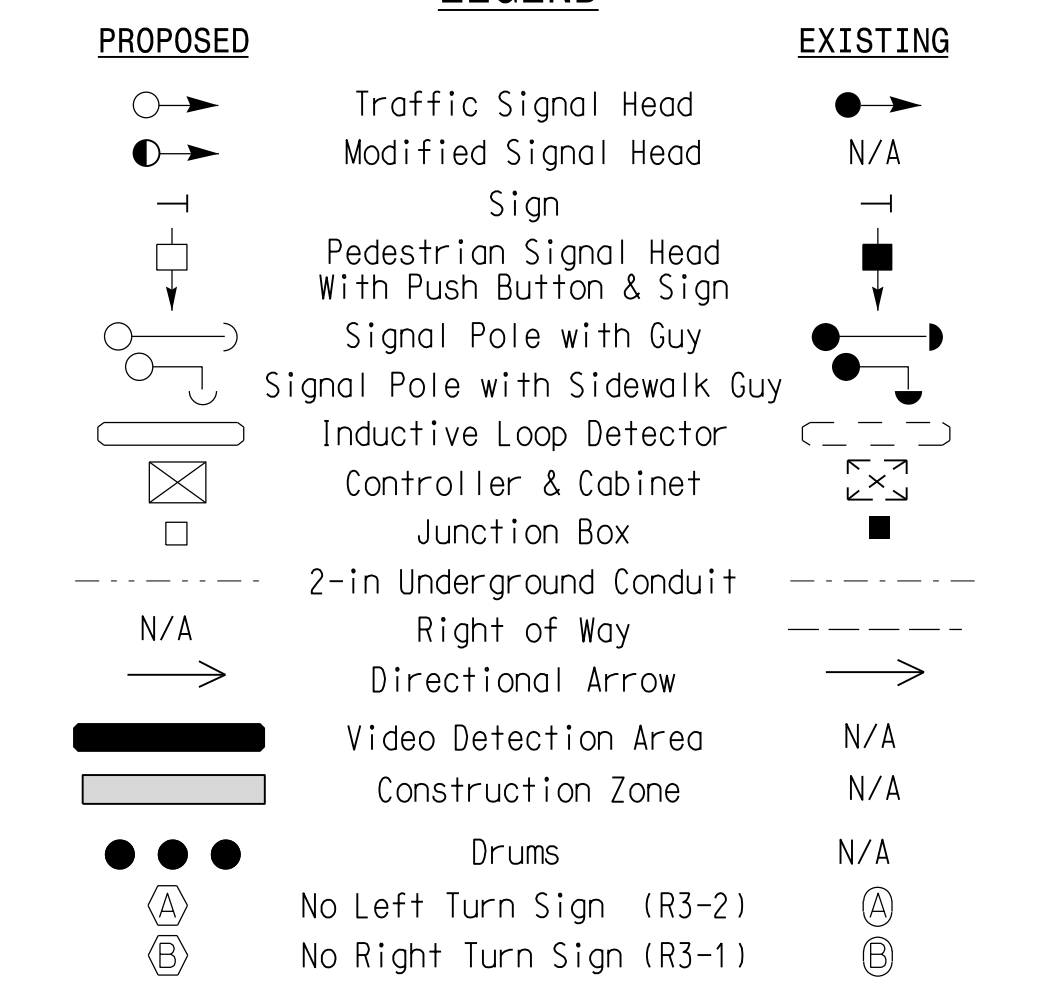 LEGEND
PROPOSED EXISTING
Traffic Signal Head
Modified Signal Head N/A
Sign
Pedestrian Signal Head
With Push Button & Sign
Signal Pole with Guy
Signal Pole with Sidewalk Guy
Inductive Loop Detector
Controller & Cabinet
Junction Box
2-in Underground Conduit
N/A Right of Way
Directional Arrow
Video Detection Area N/A
Construction Zone N/A
Drums N/A
A No Left Turn Sign (R3-2) A
B No Right Turn Sign (R3-1) B